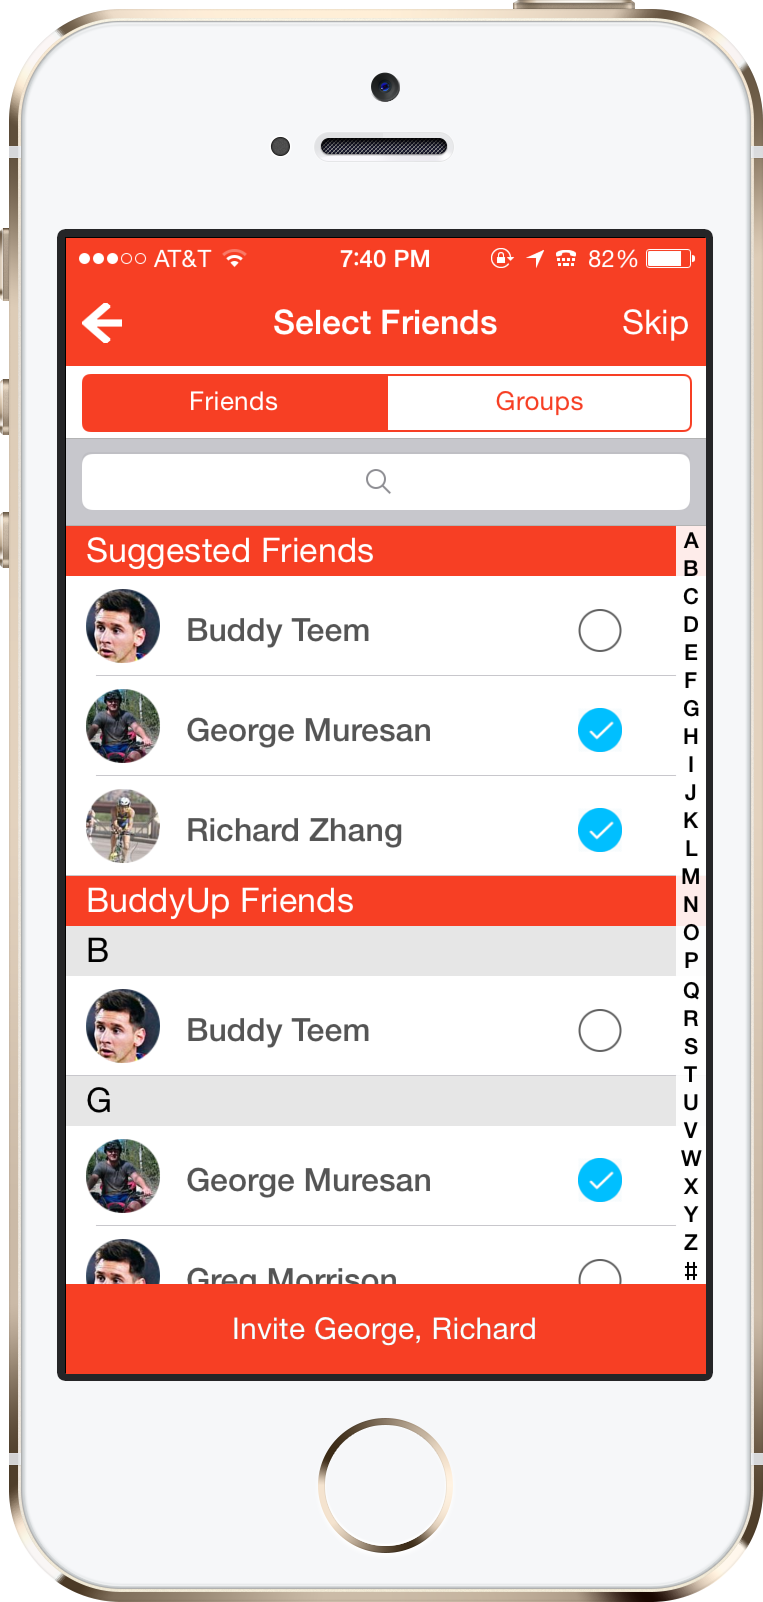 AT&T 7:40 PM 82%
Select Friends Skip
Friends Groups
Suggested Friends
Buddy Teem
George Muresan
Richard Zhang
BuddyUp Friends
B
Buddy Teem
G
George Muresan
Greg Morrison
A
B
C
D
E
F
G
H
I
J
K
L
M
N
O
P
Q
R
S
T
U
V
W
X
Y
Z
#
Invite George, Richard